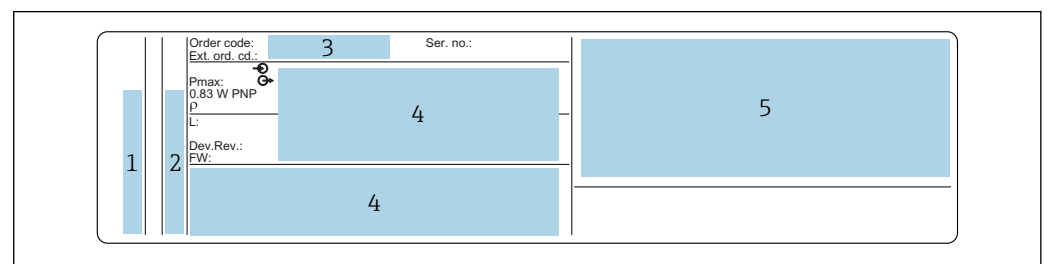 Order code:
Ext. ord. cd.:
3
Ser. no.:
Pmax:
0.83 W PNP
ρ
L:
Dev.Rev.:
FW:
1
2
4
4
5